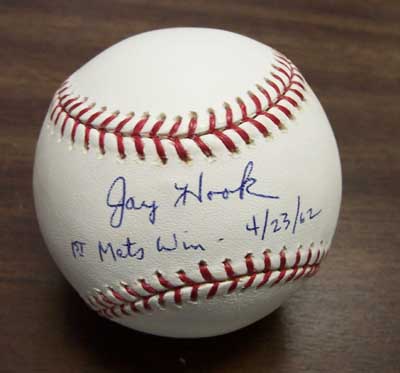 Jay Hook
1st Mets Win - 4/23/62